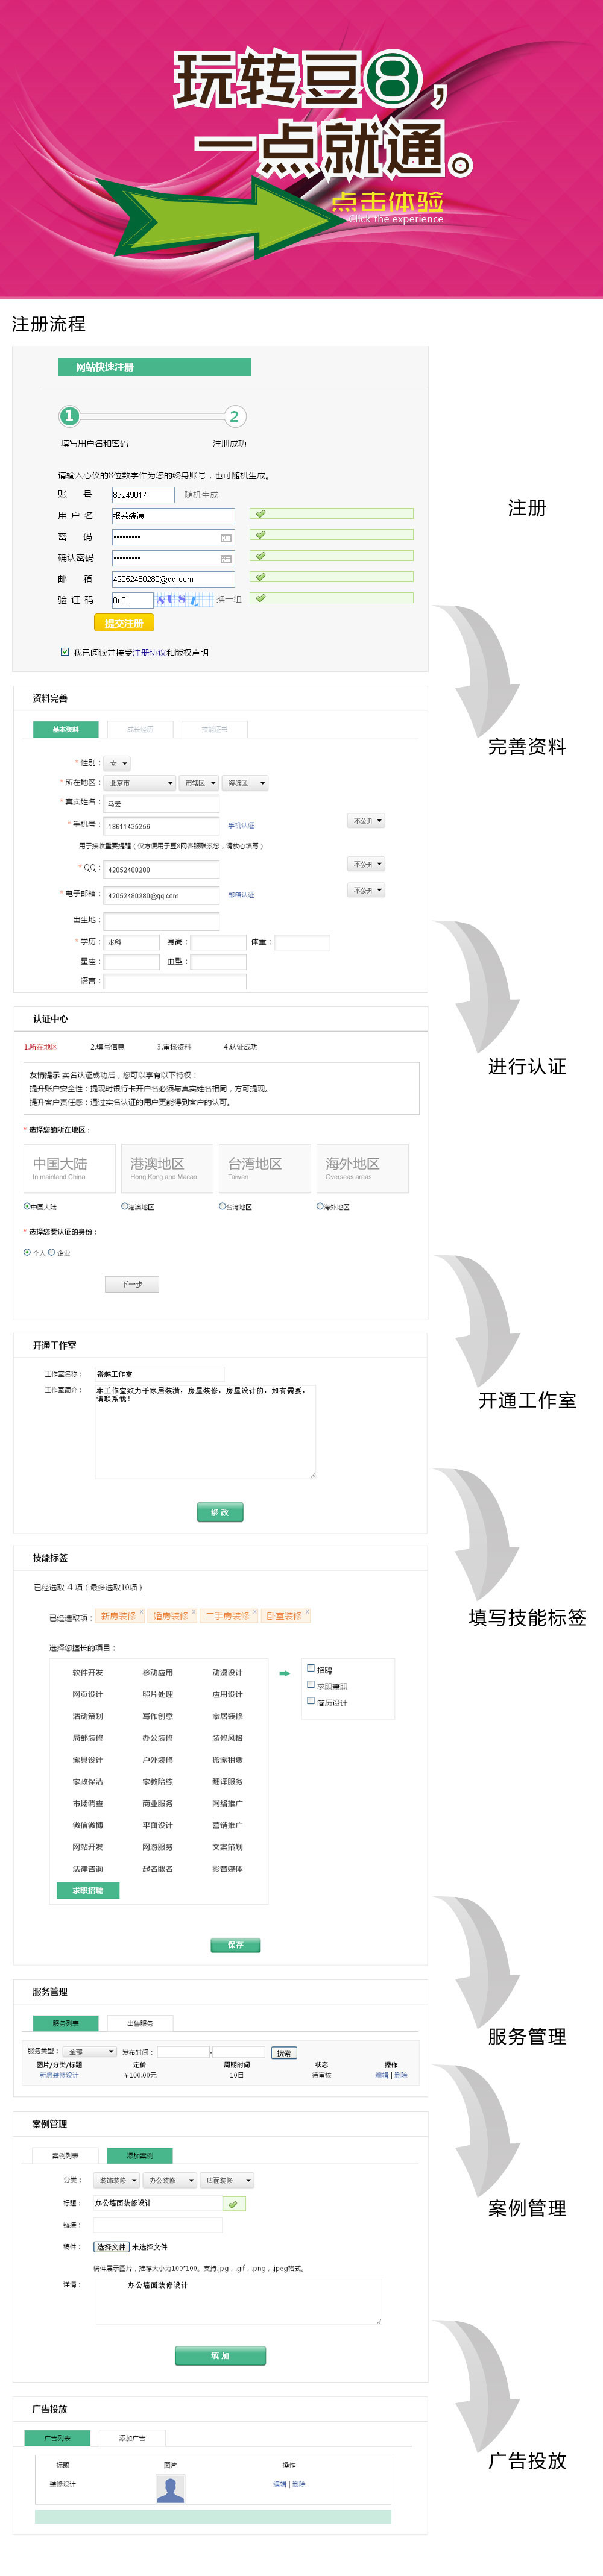 玩转豆8，
一点就通。
点击体验
Click the experience
注册流程
网站快速注册
1 2
填写用户名和密码 注册成功
请输入心仪的8位数字作为您的终身账号，也可随机生成。
账 号 89249017 随机生成
用 户 名 报莱装潢
密 码 •••••••••
确认密码 •••••••••
邮 箱 42052480280@qq.com
验 证 码 8u8l 换一组
提交注册
我已阅读并接受注册协议和版权声明
注册
资料完善
基本资料 技能证书
* 性别： 女
* 所在地区： 北京市 市辖区 海淀区
* 真实姓名： 马云
* 手机号： 18611435256 手机认证 不公开
用于接收重要提醒（仅方便用于豆8网客服联系您，请放心填写）
* QQ： 42052480280 不公开
* 电子邮箱： 42052480280@qq.com 邮箱认证 不公开
出生地：
* 学历： 本科 身高： 体重：
星座： 血型：
语言：
完善资料
认证中心
1.所在地区 2.填写信息 3.审核资料 4.认证成功
友情提示 实名认证成功后，您可以享有以下特权：
提升账户安全性：提现时银行卡开户名必须与真实姓名相同，方可提现。
提升客户责任感：通过实名认证的用户更能得到客户的认可。
* 选择您的所在地区：
中国大陆 港澳地区 台湾地区 海外地区
In mainland China Hong Kong and Macao Taiwan Overseas areas
中国大陆 港澳地区 台湾地区 海外地区
* 选择您要认证的身份：
个人 企业
下一步
进行认证
开通工作室
工作室名称： 香越工作室
工作室简介： 本工作室致力于家居装潢，房屋装修，房屋设计的，如有需要，
请联系我！
修 改
开通工作室
技能标签
已经选取 4 项（最多选取10项）
已经选取项： 新房装修 x 婚房装修 x 二手房装修 x 卧室装修 x
选择您擅长的项目：
软件开发 移动应用 动漫设计
网页设计 照片处理 应用设计
活动策划 写作创意 家居装修
局部装修 办公装修 装修风格
家具设计 户外装修 搬家租赁
家政保洁 家教陪练 翻译服务
市场调查 商业服务 网络推广
微信微博 平面设计 营销推广
网站开发 网游服务 文案策划
法律咨询 起名取名 影音媒体
求职招聘
招聘
求职兼职
简历设计
保存
填写技能标签
服务管理
服务列表 出售服务
服务类型： 全部 发布时间： - 搜索
图片/分类/标题 定价 周期时间 状态 操作
新房装修设计 ￥100.00元 10日 待审核 编辑 | 删除
服务管理
案例管理
案例列表 添加案例
分类： 装饰装修 办公装修 店面装修
标题： 办公墙面装修设计
链接：
稿件： 选择文件 未选择文件
稿件展示图片，推荐大小为100*100。支持.jpg，.gif，.png，.jpeg格式。
详情： 办公墙面装修设计
填 加
案例管理
广告投放
广告列表 添加广告
标题 图片 操作
装修设计 编辑 | 删除
广告投放